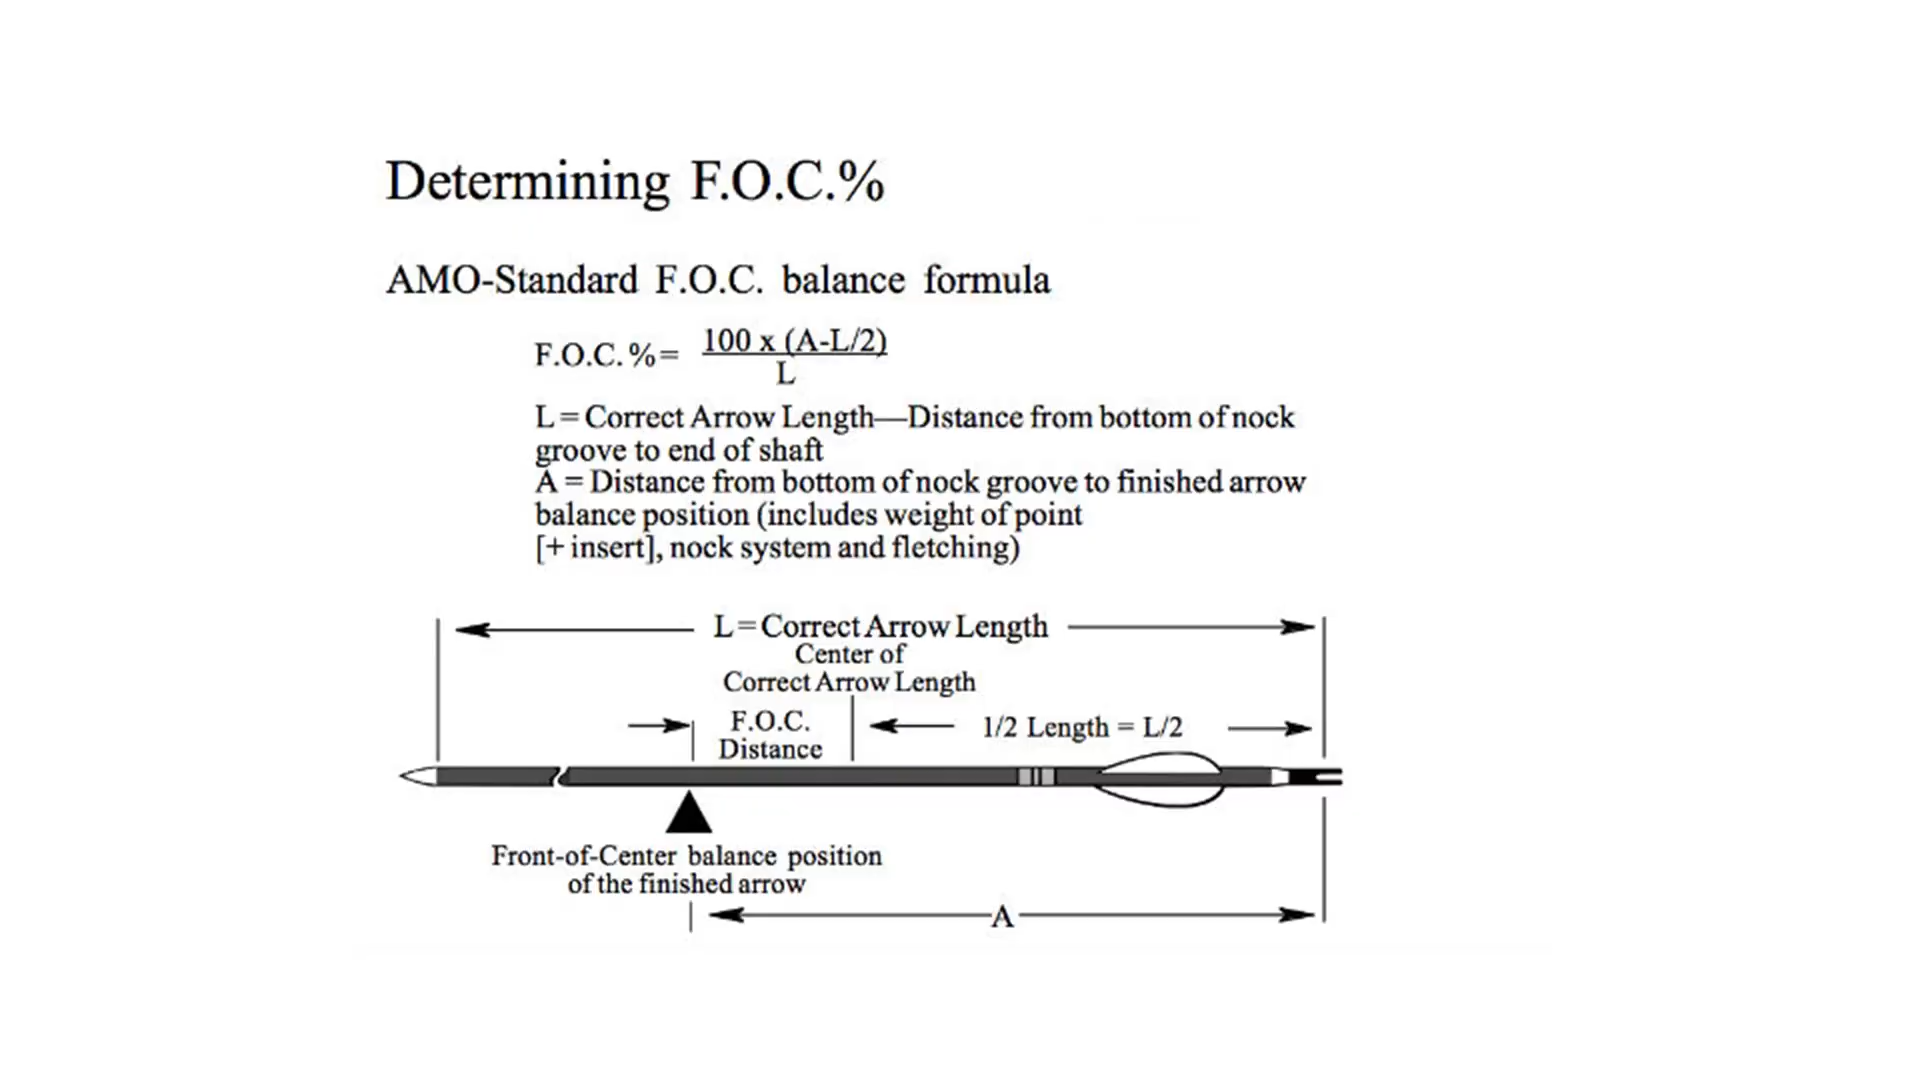 Determining F.O.C.%
AMO-Standard F.O.C. balance formula
F.O.C.%= 100 x (A-L/2)
L
L=Correct Arrow Length—Distance from bottom of nock
groove to end of shaft
A = Distance from bottom of nock groove to finished arrow
balance position (includes weight of point
[+ insert], nock system and fletching)
L=Correct Arrow Length
Center of
Correct Arrow Length
F.O.C.
Distance
1/2 Length = L/2
Front-of-Center balance position
of the finished arrow
A